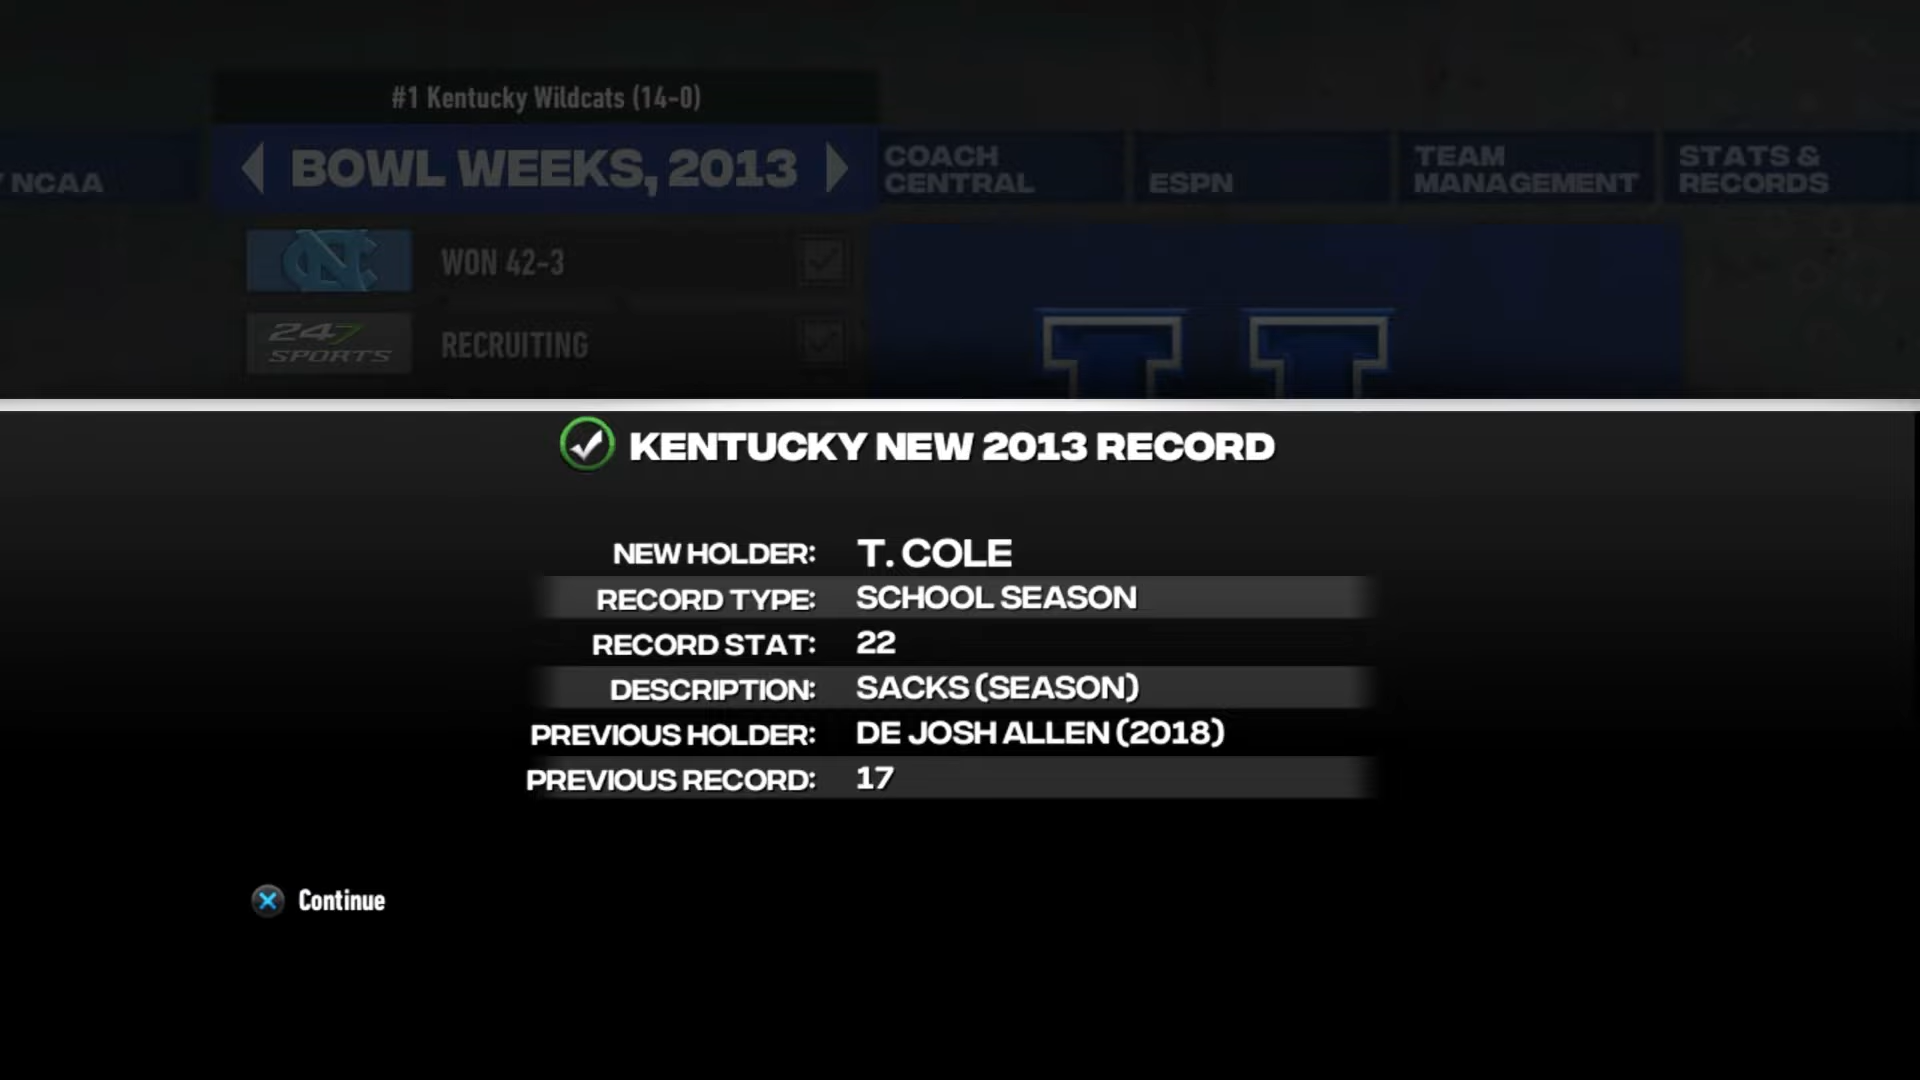 #1 Kentucky Wildcats (14-0)
Y NCAA
BOWL WEEKS, 2013
COACH
CENTRAL
ESPN
TEAM
MANAGEMENT
STATS &
RECORDS
NC
WON 42-3
247
SPORTS
RECRUITING
KENTUCKY NEW 2013 RECORD
NEW HOLDER: T. COLE
RECORD TYPE: SCHOOL SEASON
RECORD STAT: 22
DESCRIPTION: SACKS (SEASON)
PREVIOUS HOLDER: DE JOSH ALLEN (2018)
PREVIOUS RECORD: 17
Continue